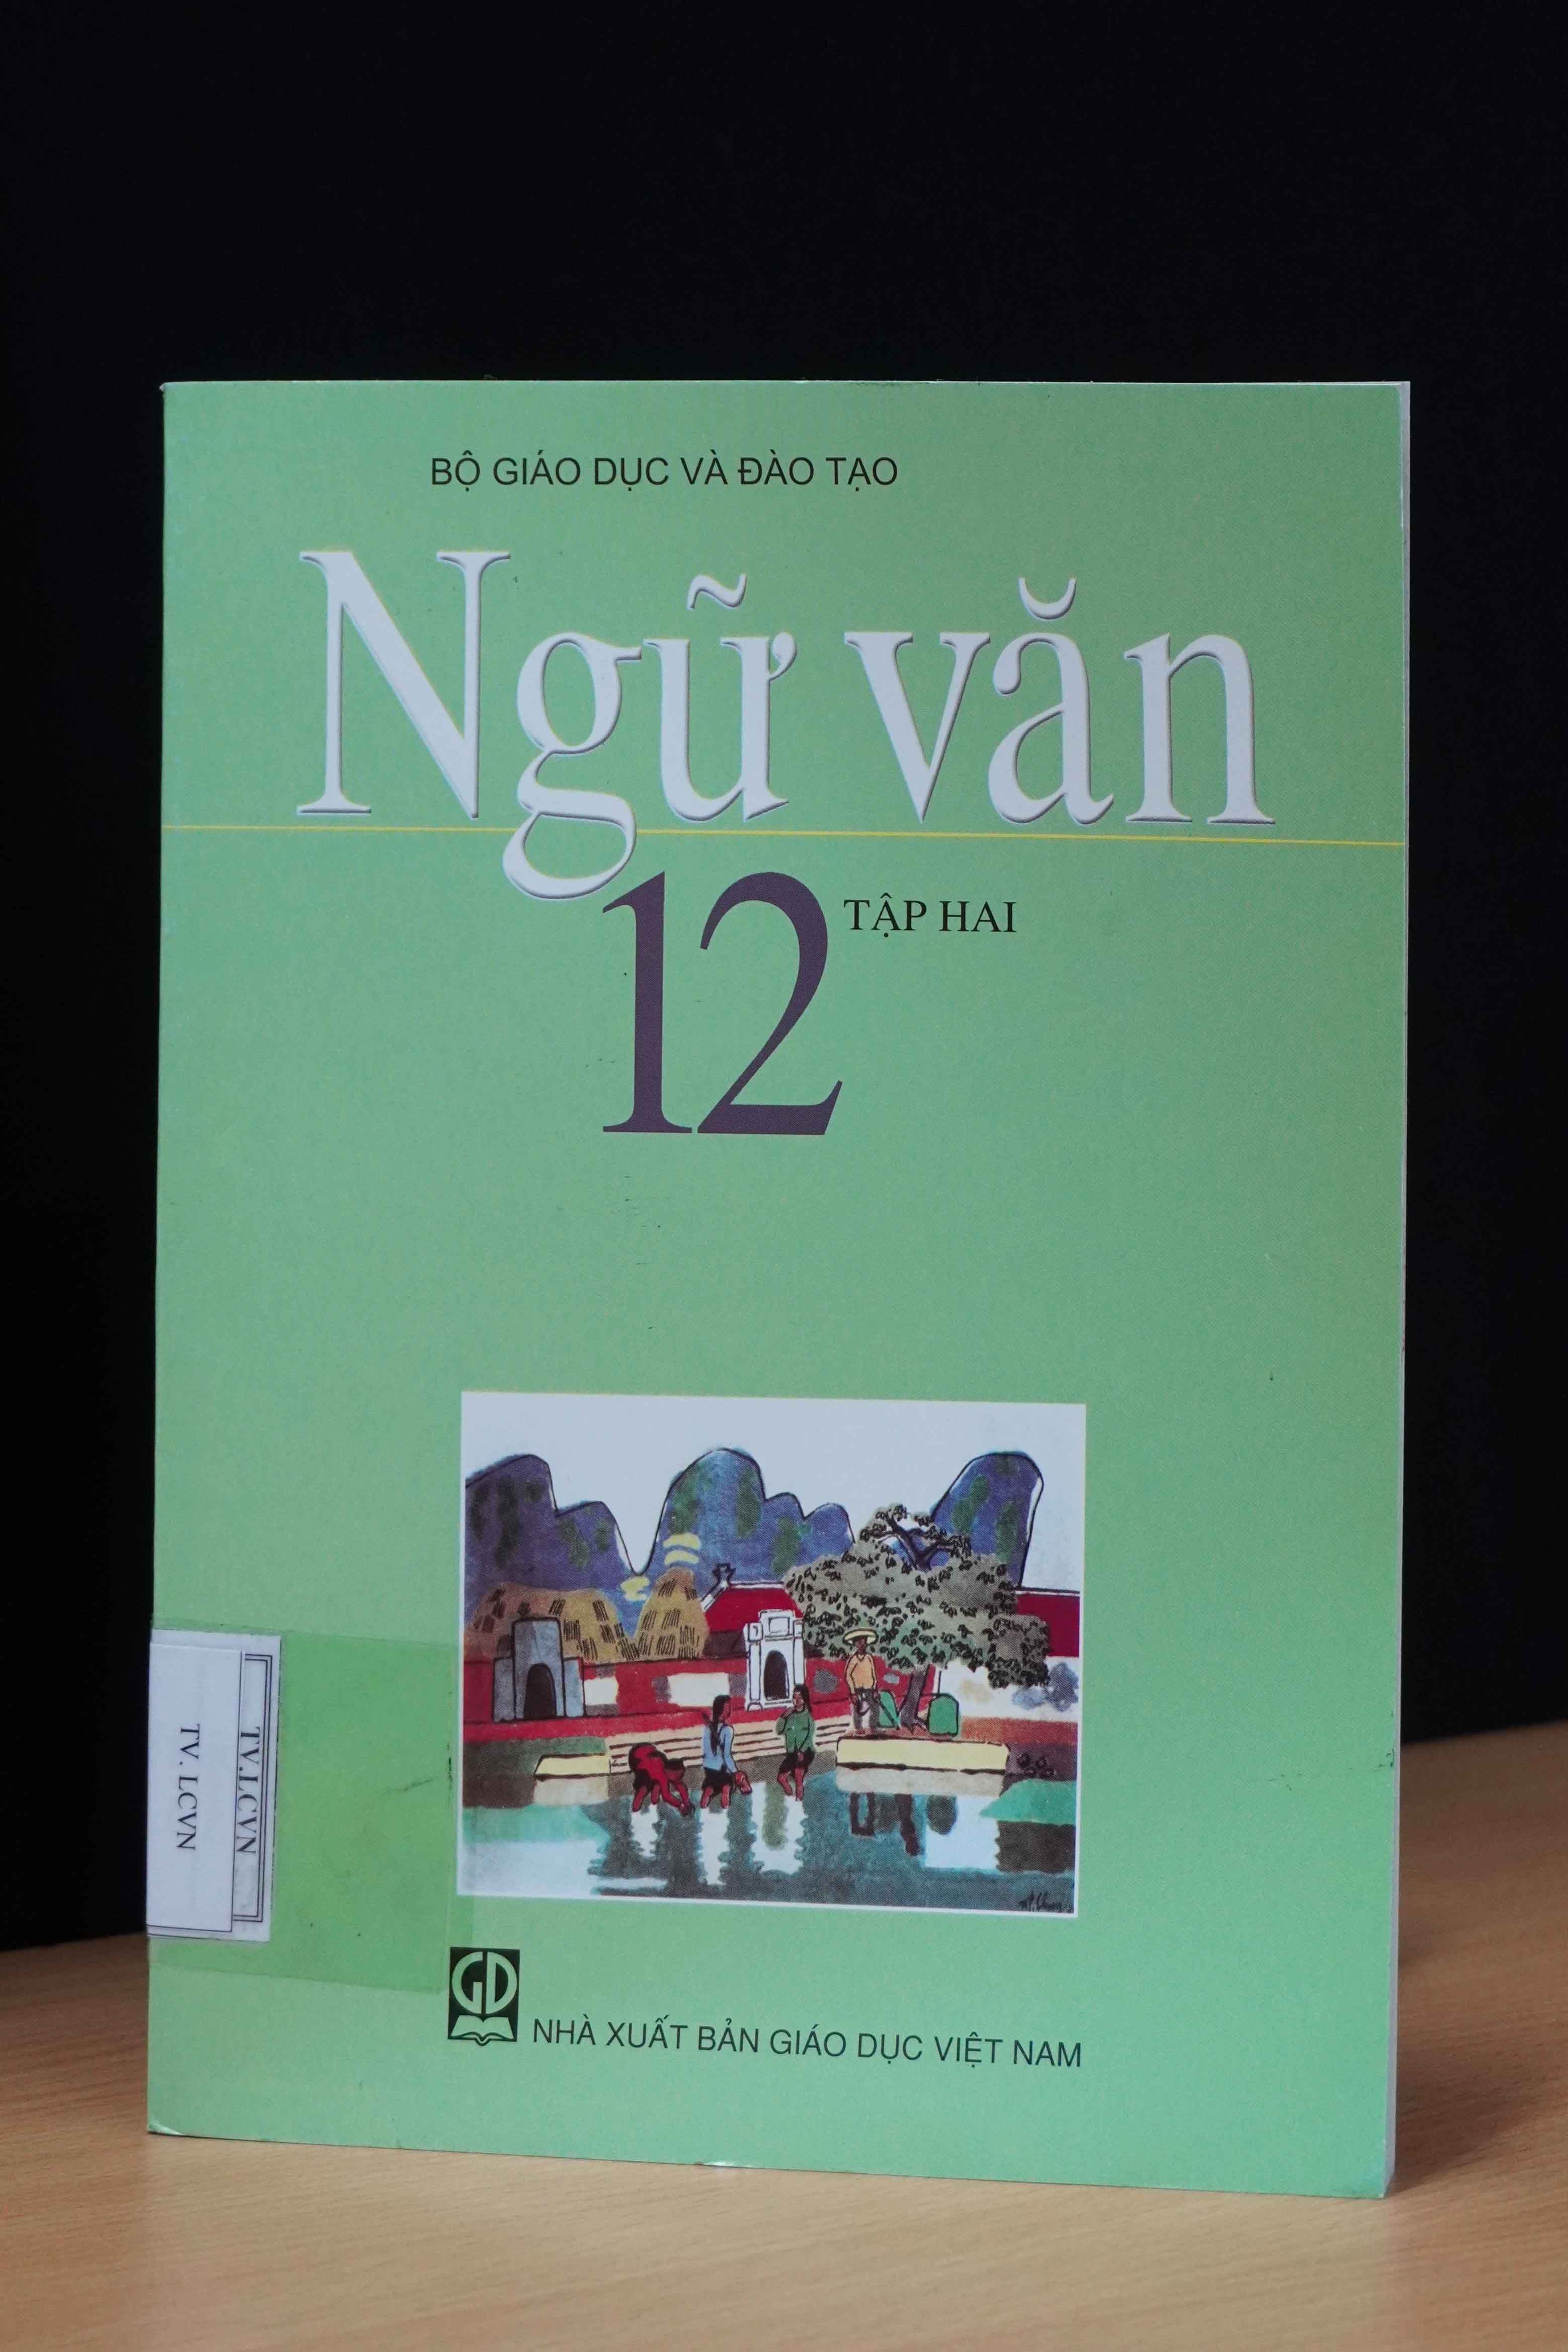 BỘ GIÁO DỤC VÀ ĐÀO TẠO
Ngữ văn
12
TẬP HAI
TV.LCVN
TV. LCVN
GD
NHÀ XUẤT BẢN GIÁO DỤC VIỆT NAM